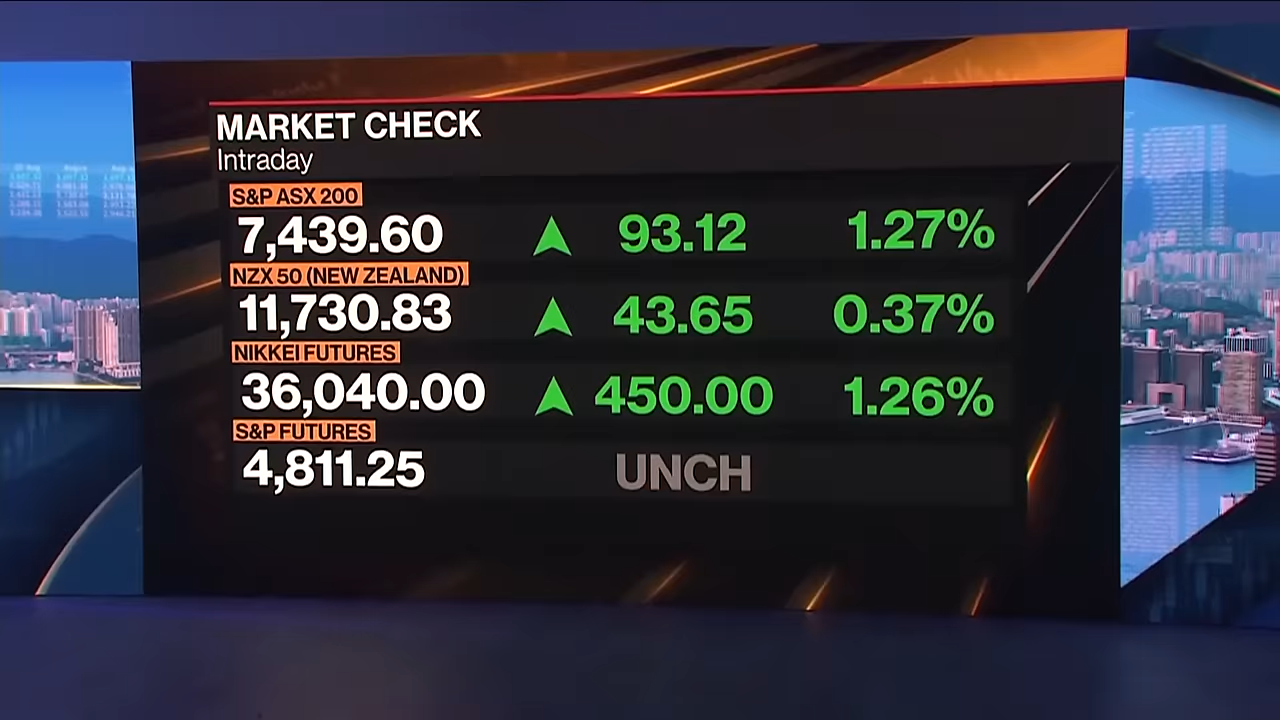 MARKET CHECK
Intraday
S&P ASX 200
7,439.60 93.12 1.27%
NZX 50 (NEW ZEALAND)
11,730.83 43.65 0.37%
NIKKEI FUTURES
36,040.00 450.00 1.26%
S&P FUTURES
4,811.25 UNCH